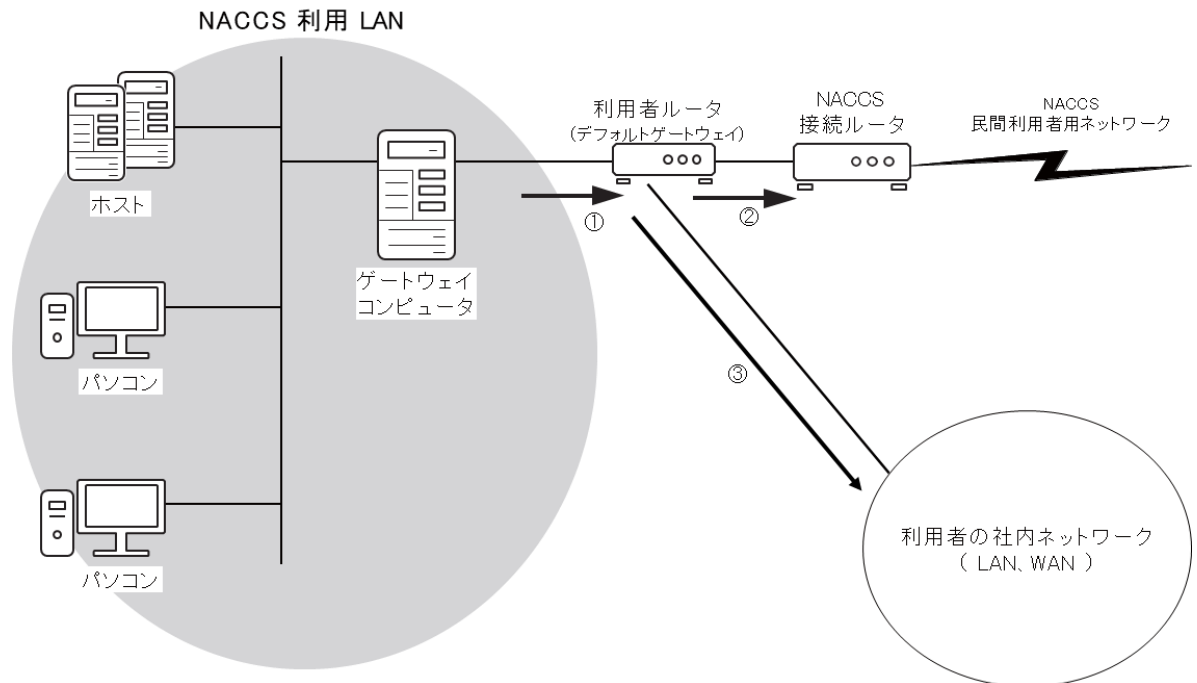 NACCS 利用 LAN
ホスト
パソコン
パソコン
ゲートウェイ
コンピュータ
利用者ルータ
(デフォルトゲートウェイ)
NACCS
接続ルータ
NACCS
民間利用者用ネットワーク
①
②
③
利用者の社内ネットワーク
( LAN、WAN )